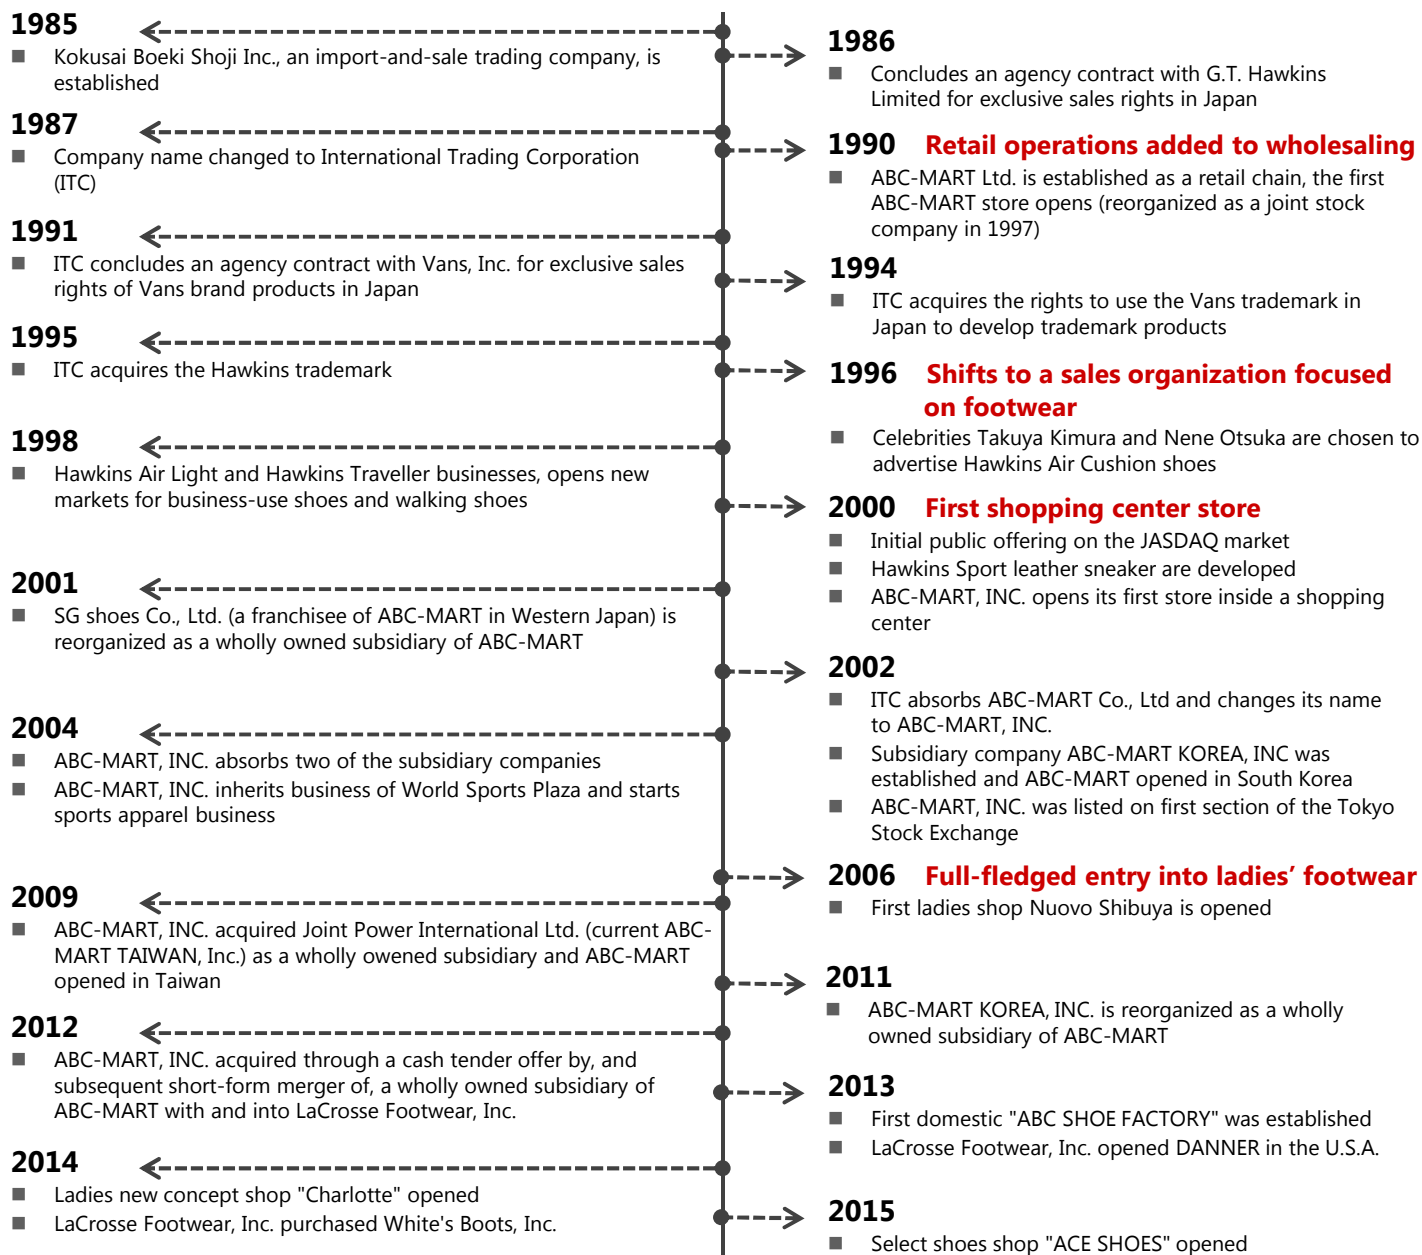 1985
■ Kokusai Boeki Shoji Inc., an import-and-sale trading company, is
established
1986
■ Concludes an agency contract with G.T. Hawkins
Limited for exclusive sales rights in Japan
1987
■ Company name changed to International Trading Corporation
(ITC)
1990 Retail operations added to wholesaling
■ ABC-MART Ltd. is established as a retail chain, the first
ABC-MART store opens (reorganized as a joint stock
company in 1997)
1991
■ ITC concludes an agency contract with Vans, Inc. for exclusive sales
rights of Vans brand products in Japan
1994
■ ITC acquires the rights to use the Vans trademark in
Japan to develop trademark products
1995
■ ITC acquires the Hawkins trademark
1996 Shifts to a sales organization focused
on footwear
■ Celebrities Takuya Kimura and Nene Otsuka are chosen to
advertise Hawkins Air Cushion shoes
1998
■ Hawkins Air Light and Hawkins Traveller businesses, opens new
markets for business-use shoes and walking shoes
2000 First shopping center store
■ Initial public offering on the JASDAQ market
■ Hawkins Sport leather sneaker are developed
■ ABC-MART, INC. opens its first store inside a shopping
center
2001
■ SG shoes Co., Ltd. (a franchisee of ABC-MART in Western Japan) is
reorganized as a wholly owned subsidiary of ABC-MART
2002
■ ITC absorbs ABC-MART Co., Ltd and changes its name
to ABC-MART, INC.
■ Subsidiary company ABC-MART KOREA, INC was
established and ABC-MART opened in South Korea
■ ABC-MART, INC. was listed on first section of the Tokyo
Stock Exchange
2004
■ ABC-MART, INC. absorbs two of the subsidiary companies
■ ABC-MART, INC. inherits business of World Sports Plaza and starts
sports apparel business
2006 Full-fledged entry into ladies’ footwear
■ First ladies shop Nuovo Shibuya is opened
2009
■ ABC-MART, INC. acquired Joint Power International Ltd. (current ABC-
MART TAIWAN, Inc.) as a wholly owened subsidiary and ABC-MART
opened in Taiwan
2011
■ ABC-MART KOREA, INC. is reorganized as a wholly
owned subsidiary of ABC-MART
2012
■ ABC-MART, INC. acquired through a cash tender offer by, and
subsequent short-form merger of, a wholly owned subsidiary of
ABC-MART with and into LaCrosse Footwear, Inc.
2013
■ First domestic "ABC SHOE FACTORY" was established
■ LaCrosse Footwear, Inc. opened DANNER in the U.S.A.
2014
■ Ladies new concept shop "Charlotte" opened
■ LaCrosse Footwear, Inc. purchased White's Boots, Inc.
2015
■ Select shoes shop "ACE SHOES" opened